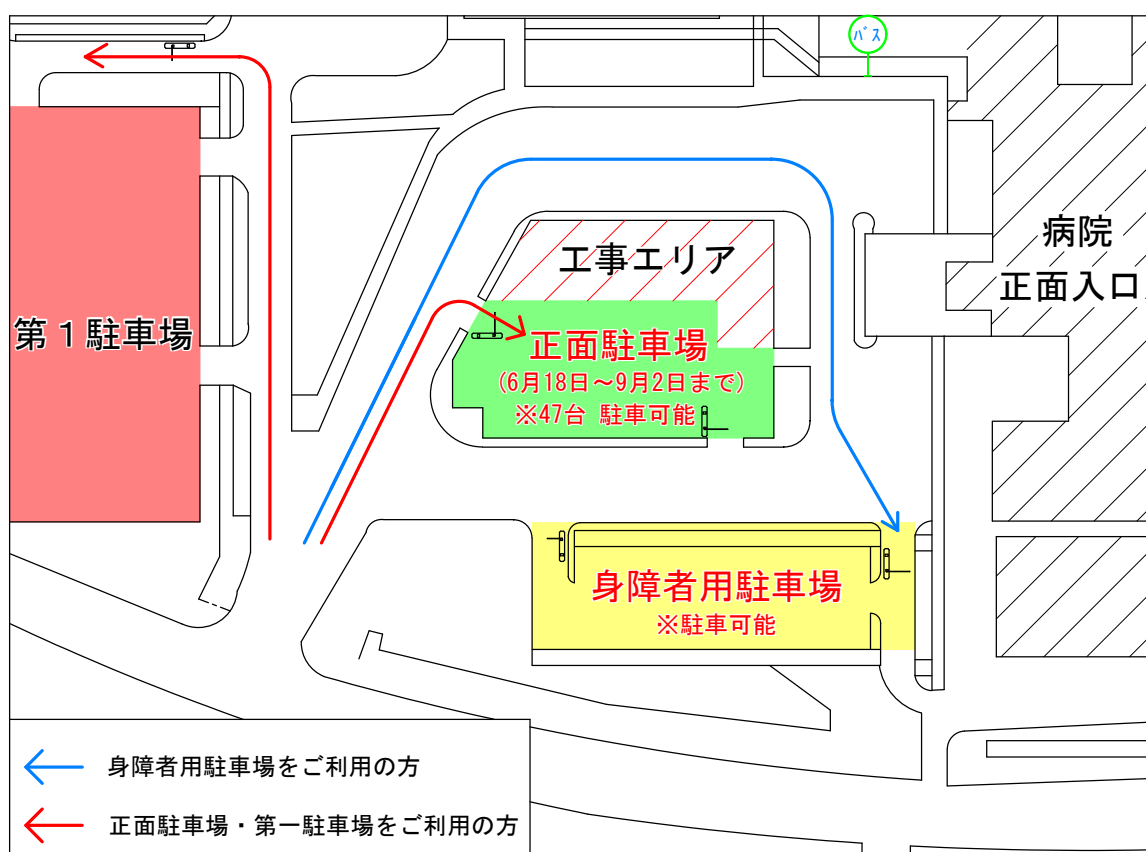 バス
病院
正面入口
工事エリア
第1駐車場
正面駐車場
(6月18日～9月2日まで)
※47台 駐車可能
身障者用駐車場
※駐車可能
身障者用駐車場をご利用の方
正面駐車場・第一駐車場をご利用の方